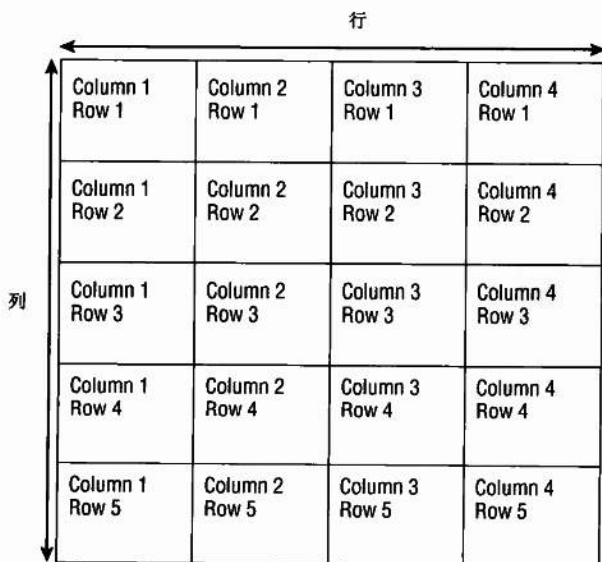 行
Column 1 Column 2 Column 3 Column 4
Row 1 Row 1 Row 1 Row 1
Column 1 Column 2 Column 3 Column 4
Row 2 Row 2 Row 2 Row 2
列
Column 1 Column 2 Column 3 Column 4
Row 3 Row 3 Row 3 Row 3
Column 1 Column 2 Column 3 Column 4
Row 4 Row 4 Row 4 Row 4
Column 1 Column 2 Column 3 Column 4
Row 5 Row 5 Row 5 Row 5